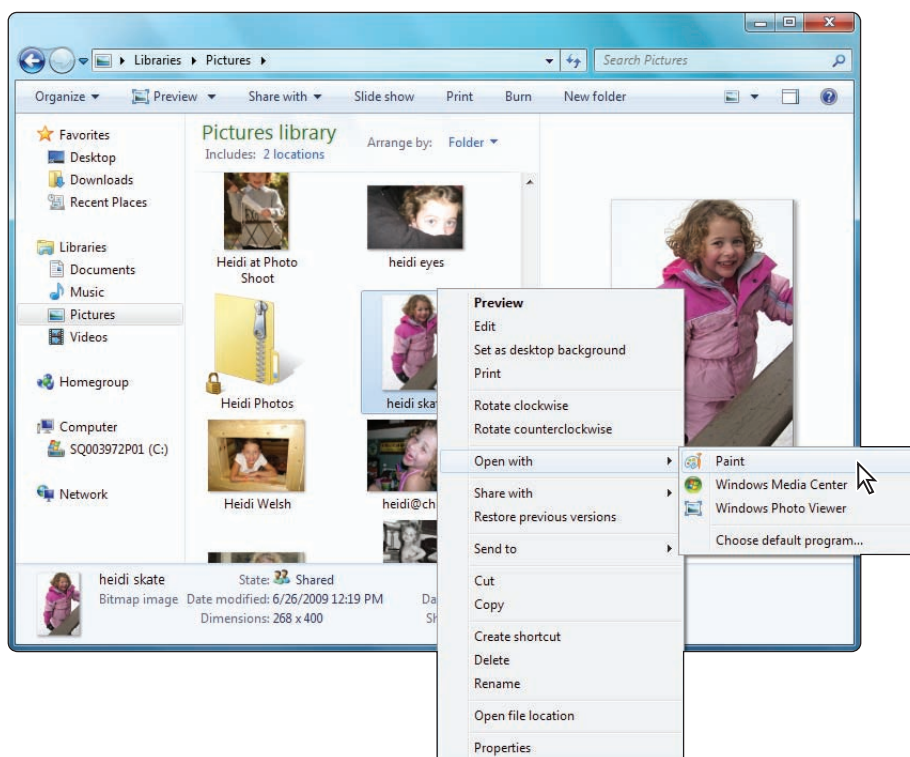 Libraries ▸ Pictures ▸
Search Pictures
Organize
Preview
Share with
Slide show
Print
Burn
New folder
Favorites
Desktop
Downloads
Recent Places
Libraries
Documents
Music
Pictures
Videos
Homegroup
Computer
SQ003972P01 (C:)
Network
Pictures library
Includes: 2 locations
Arrange by: Folder
Heidi at Photo
Shoot
heidi eyes
Heidi Photos
heidi
Heidi Welsh
Preview
Edit
Set as desktop background
Print
Rotate clockwise
Rotate counterclockwise
Open with
Share with
Restore previous versions
Send to
Cut
Copy
Create shortcut
Delete
Rename
Open file location
Properties
Paint
Windows Media Center
Windows Photo Viewer
Choose default program...
heidi skate
State: Shared
Bitmap image
Date modified: 6/26/2009 12:19 PM
Dimensions: 268 x 400